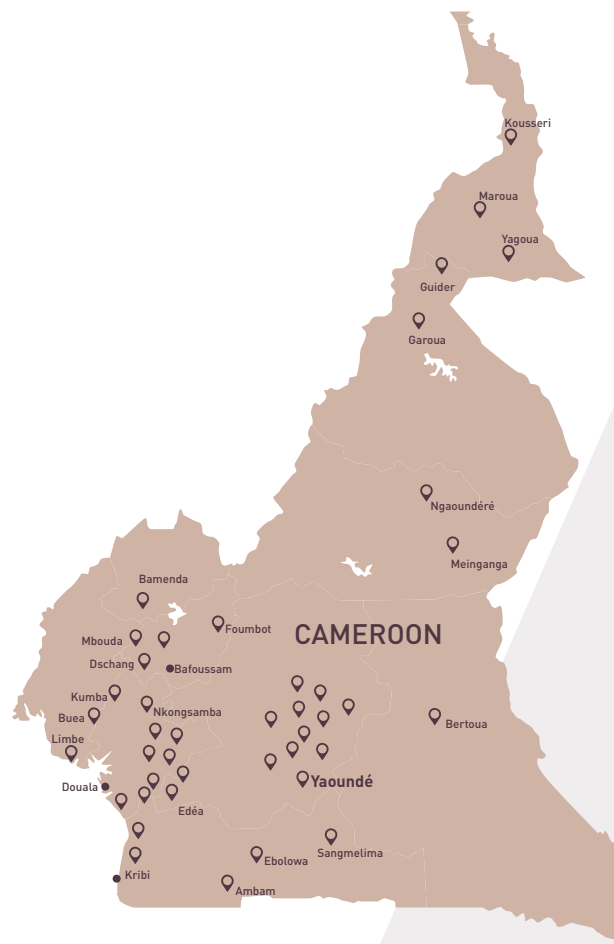 Kousseri
Maroua
Yagoua
Guider
Garoua
Ngaoundéré
Meinganga
Bamenda
Foumbot
CAMEROON
Mbouda
Dschang
Bafoussam
Kumba
Nkongsamba
Buea
Bertoua
Limbe
Yaoundé
Douala
Edéa
Sangmelima
Ebolowa
Kribi
Ambam